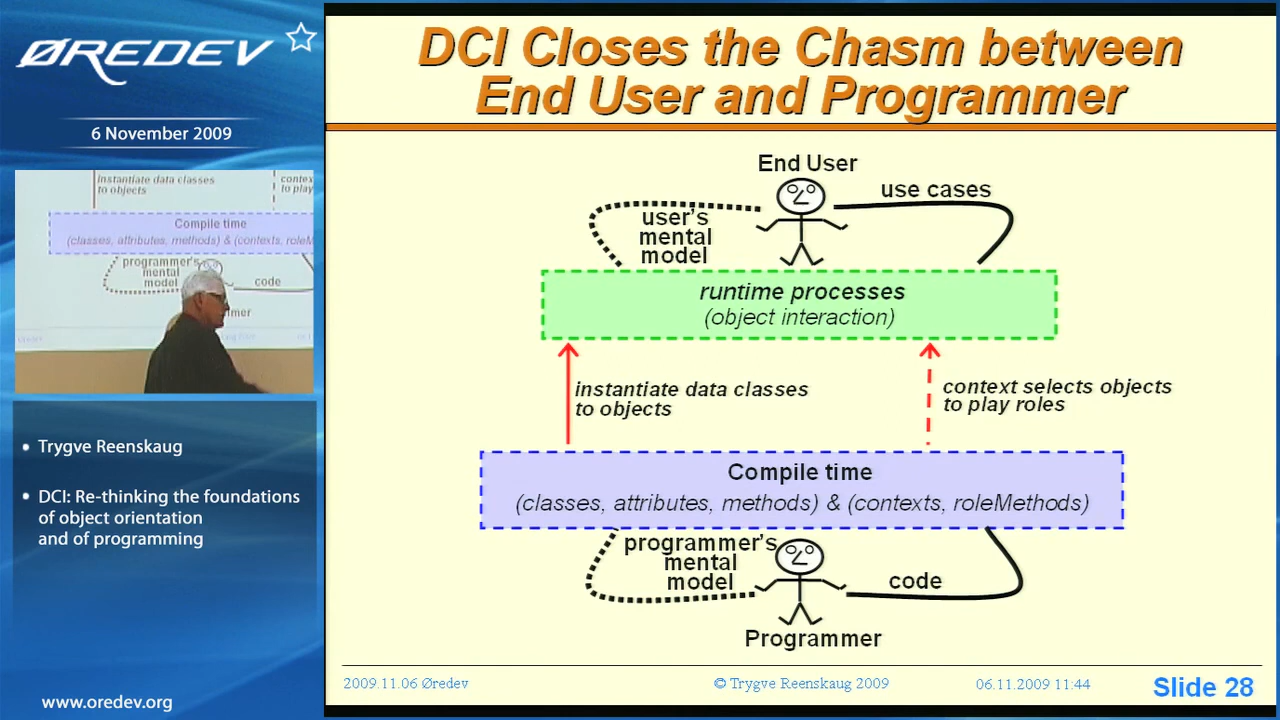 ØREDEV
6 November 2009
instantiate data classes
to objects
contex
to play
Compile time
(classes, attributes, methods) & (contexts, roleM
programmer's
mental
model
code
mer
• Trygve Reenskaug
• DCI: Re-thinking the foundations
of object orientation
and of programming
www.oredev.org
DCI Closes the Chasm between
End User and Programmer
End User
use cases
user's
mental
model
runtime processes
(object interaction)
instantiate data classes
to objects
context selects objects
to play roles
Compile time
(classes, attributes, methods) & (contexts, roleMethods)
programmer's
mental
model
code
Programmer
2009.11.06 Øredev
© Trygve Reenskaug 2009
06.11.2009 11:44
Slide 28